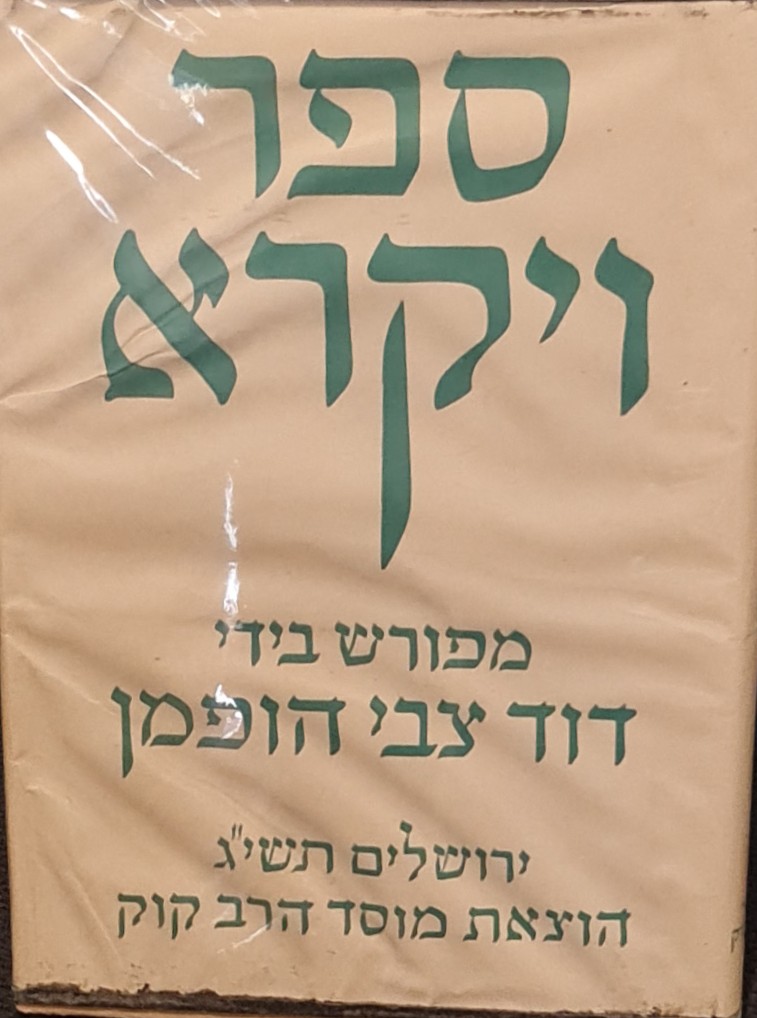 ספר
ויקרא
מפורש בידי
דוד צבי הופמן
ירושלים תשי"ג
הוצאת מוסד הרב קוק